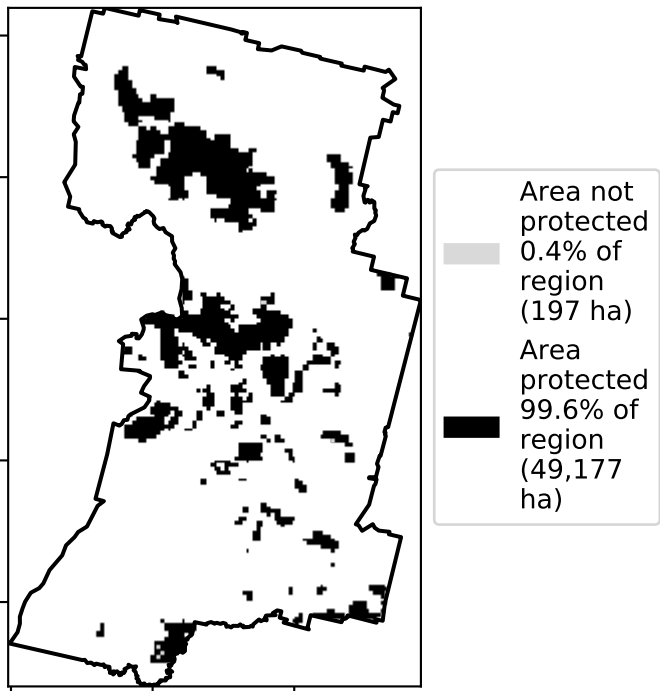 Area not
protected
0.4% of
region
(197 ha)
Area
protected
99.6% of
region
(49,177
ha)